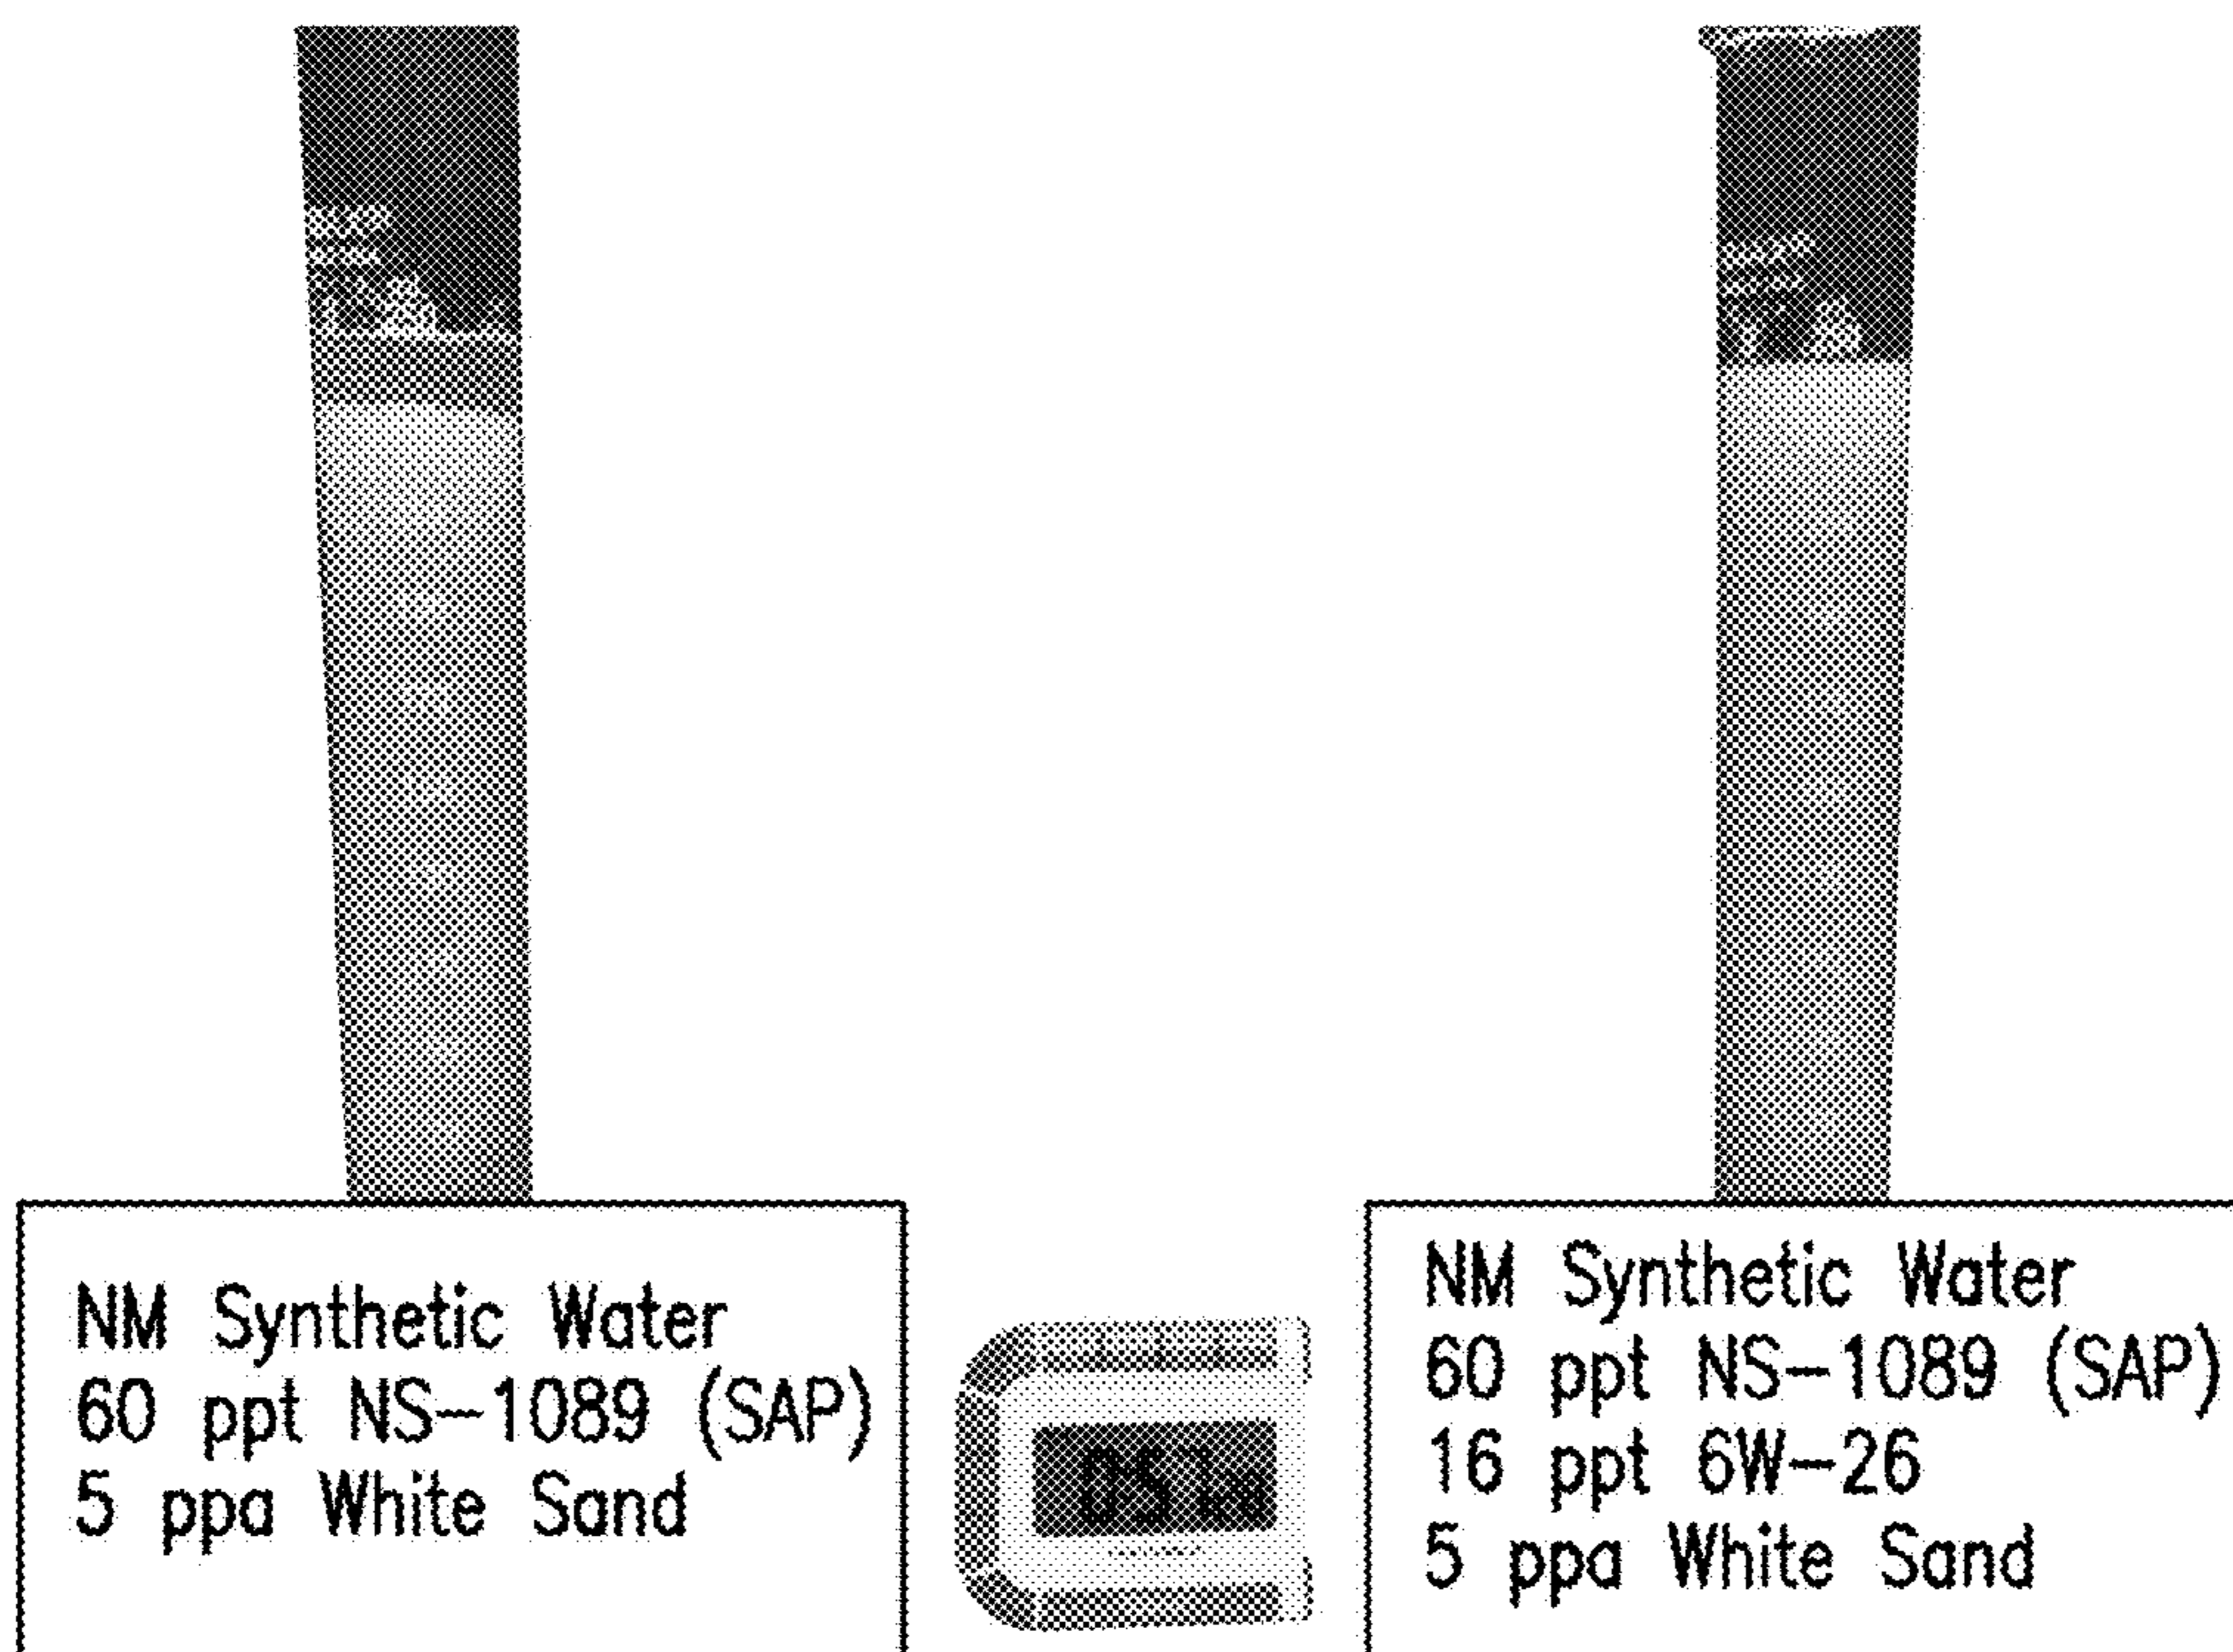 NM Synthetic Water
60 ppt NS-1089 (SAP)
5 ppa White Sand
NM Synthetic Water
60 ppt NS-1089 (SAP)
16 ppt 6W-26
5 ppa White Sand